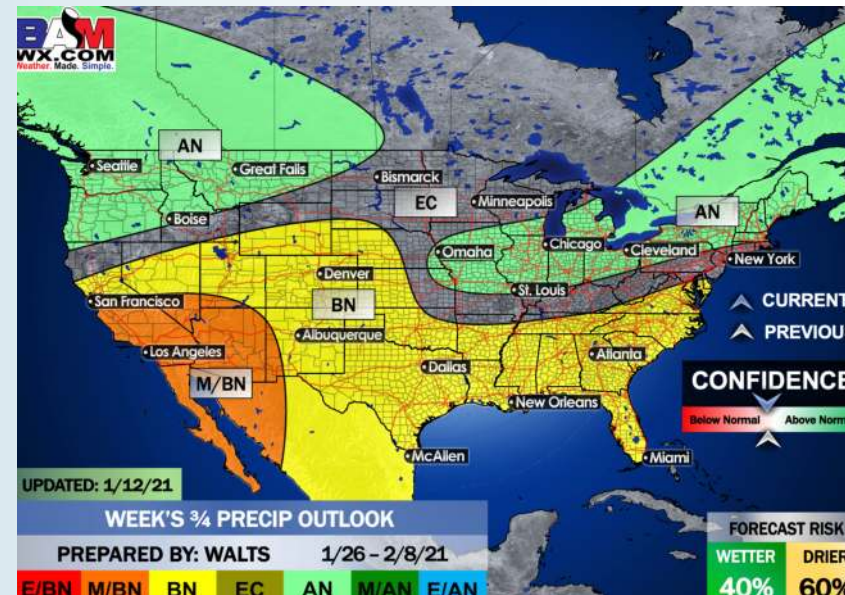 BAM
WX.COM
Weather. Made. Simple.
AN
Seattle
Great Falls
Bismarck
Boise
EC
Minneapolis
AN
Omaha
Chicago
Cleveland
New York
Denver
St. Louis
San Francisco
BN
CURRENT
Albuquerque
PREVIOU
Los Angeles
Dallas
Atlanta
M/BN
CONFIDENCE
New Orleans
Below Normal
Above Norm
McAllen
Miami
UPDATED: 1/12/21
WEEK'S ¾ PRECIP OUTLOOK
FORECAST RISK
PREPARED BY: WALTS 1/26 – 2/8/21
WETTER DRIER
E/BN M/BN BN EC AN M/AN E/AN
40% 60%